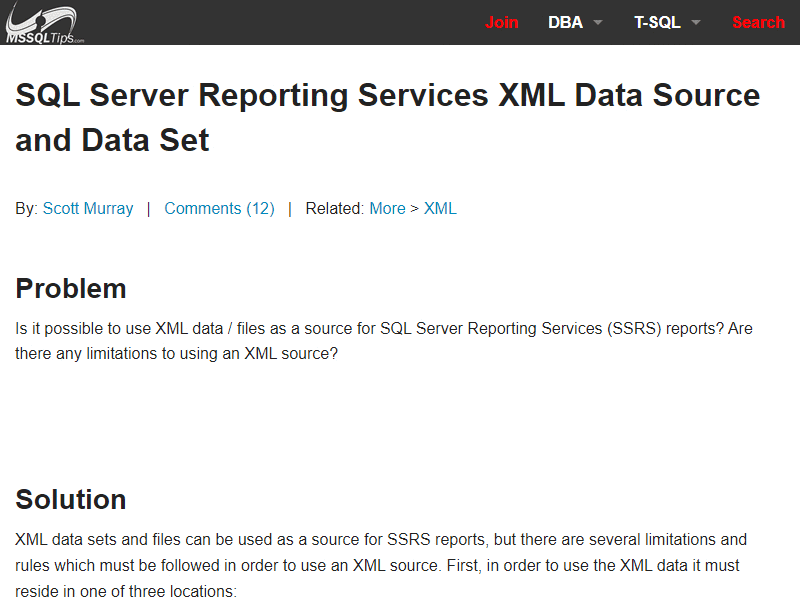 MSSQLTips.com
Join DBA T-SQL Search
SQL Server Reporting Services XML Data Source
and Data Set
By: Scott Murray | Comments (12) | Related: More > XML
Problem
Is it possible to use XML data / files as a source for SQL Server Reporting Services (SSRS) reports? Are
there any limitations to using an XML source?
Solution
XML data sets and files can be used as a source for SSRS reports, but there are several limitations and
rules which must be followed in order to use an XML source. First, in order to use the XML data it must
reside in one of three locations: